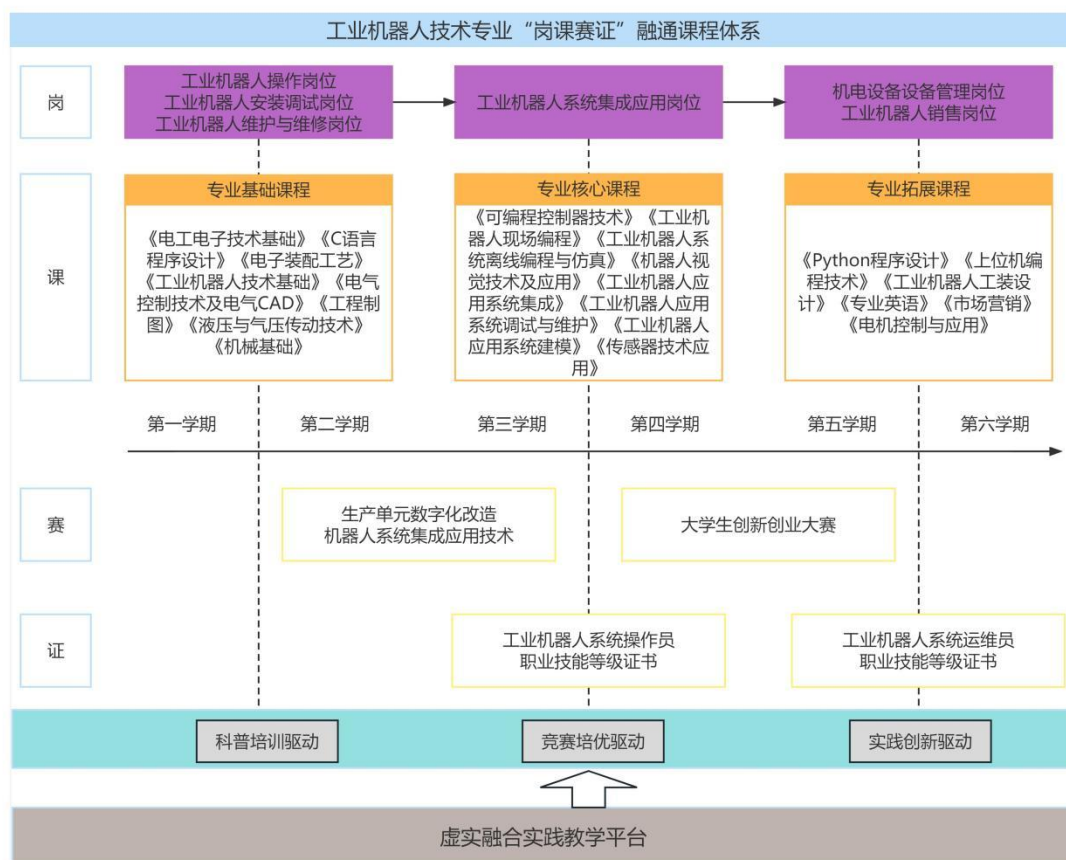 工业机器人技术专业“岗课赛证”融通课程体系
岗
工业机器人操作岗位
工业机器人安装调试岗位
工业机器人维护与维修岗位
工业机器人系统集成应用岗位
机电设备设备管理岗位
工业机器人销售岗位
课
专业基础课程
《电工电子技术基础》《C语言
程序设计》《电子装配工艺》
《工业机器人技术基础》《电气
控制技术及电气CAD》《工程制
图》《液压与气压传动技术》
《机械基础》
专业核心课程
《可编程控制器技术》《工业机
器人现场编程》《工业机器人系
统离线编程与仿真》《机器人视
觉技术及应用》《工业机器人应
用系统集成》《工业机器人应用
系统调试与维护》《工业机器人
应用系统建模》《传感器技术应
用》
专业拓展课程
《Python程序设计》《上位机编
程技术》《工业机器人工装设
计》《专业英语》《市场营销》
《电机控制与应用》
第一学期
第二学期
第三学期
第四学期
第五学期
第六学期
赛
生产单元数字化改造
机器人系统集成应用技术
大学生创新创业大赛
证
工业机器人系统操作员
职业技能等级证书
工业机器人系统运维员
职业技能等级证书
科普培训驱动
竞赛培优驱动
实践创新驱动
虚实融合实践教学平台